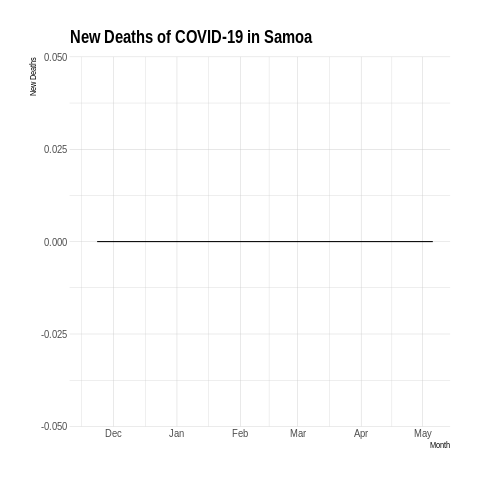 New Deaths of COVID-19 in Samoa
New Deaths
0.050
0.025
0.000
-0.025
-0.050
Dec Jan Feb Mar Apr May
Month